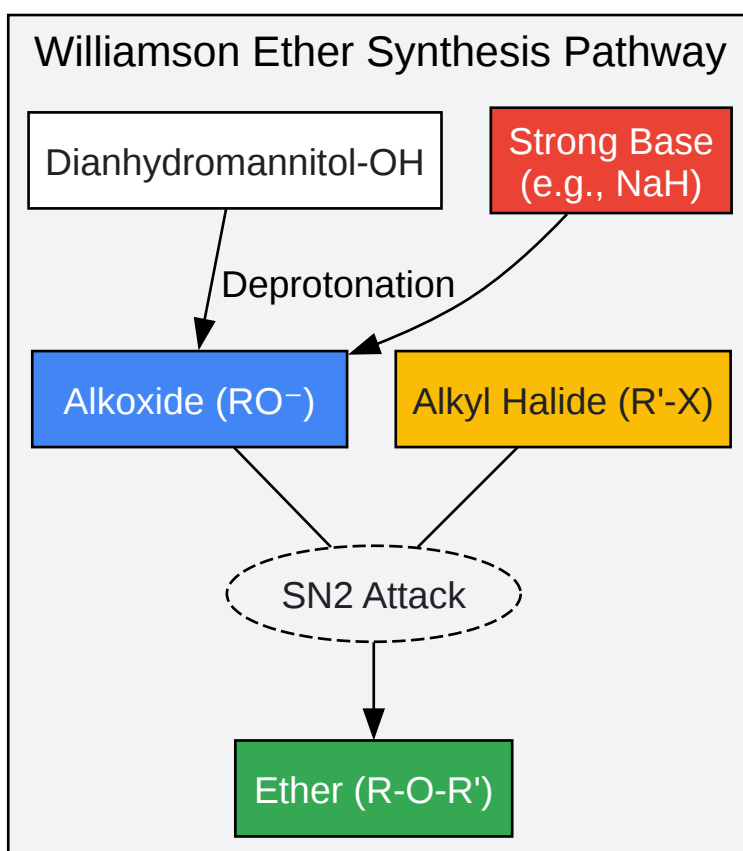 Williamson Ether Synthesis Pathway
Dianhydromannitol-OH
Strong Base
(e.g., NaH)
Deprotonation
Alkoxide (RO⁻)
Alkyl Halide (R'-X)
SN2 Attack
Ether (R-O-R')